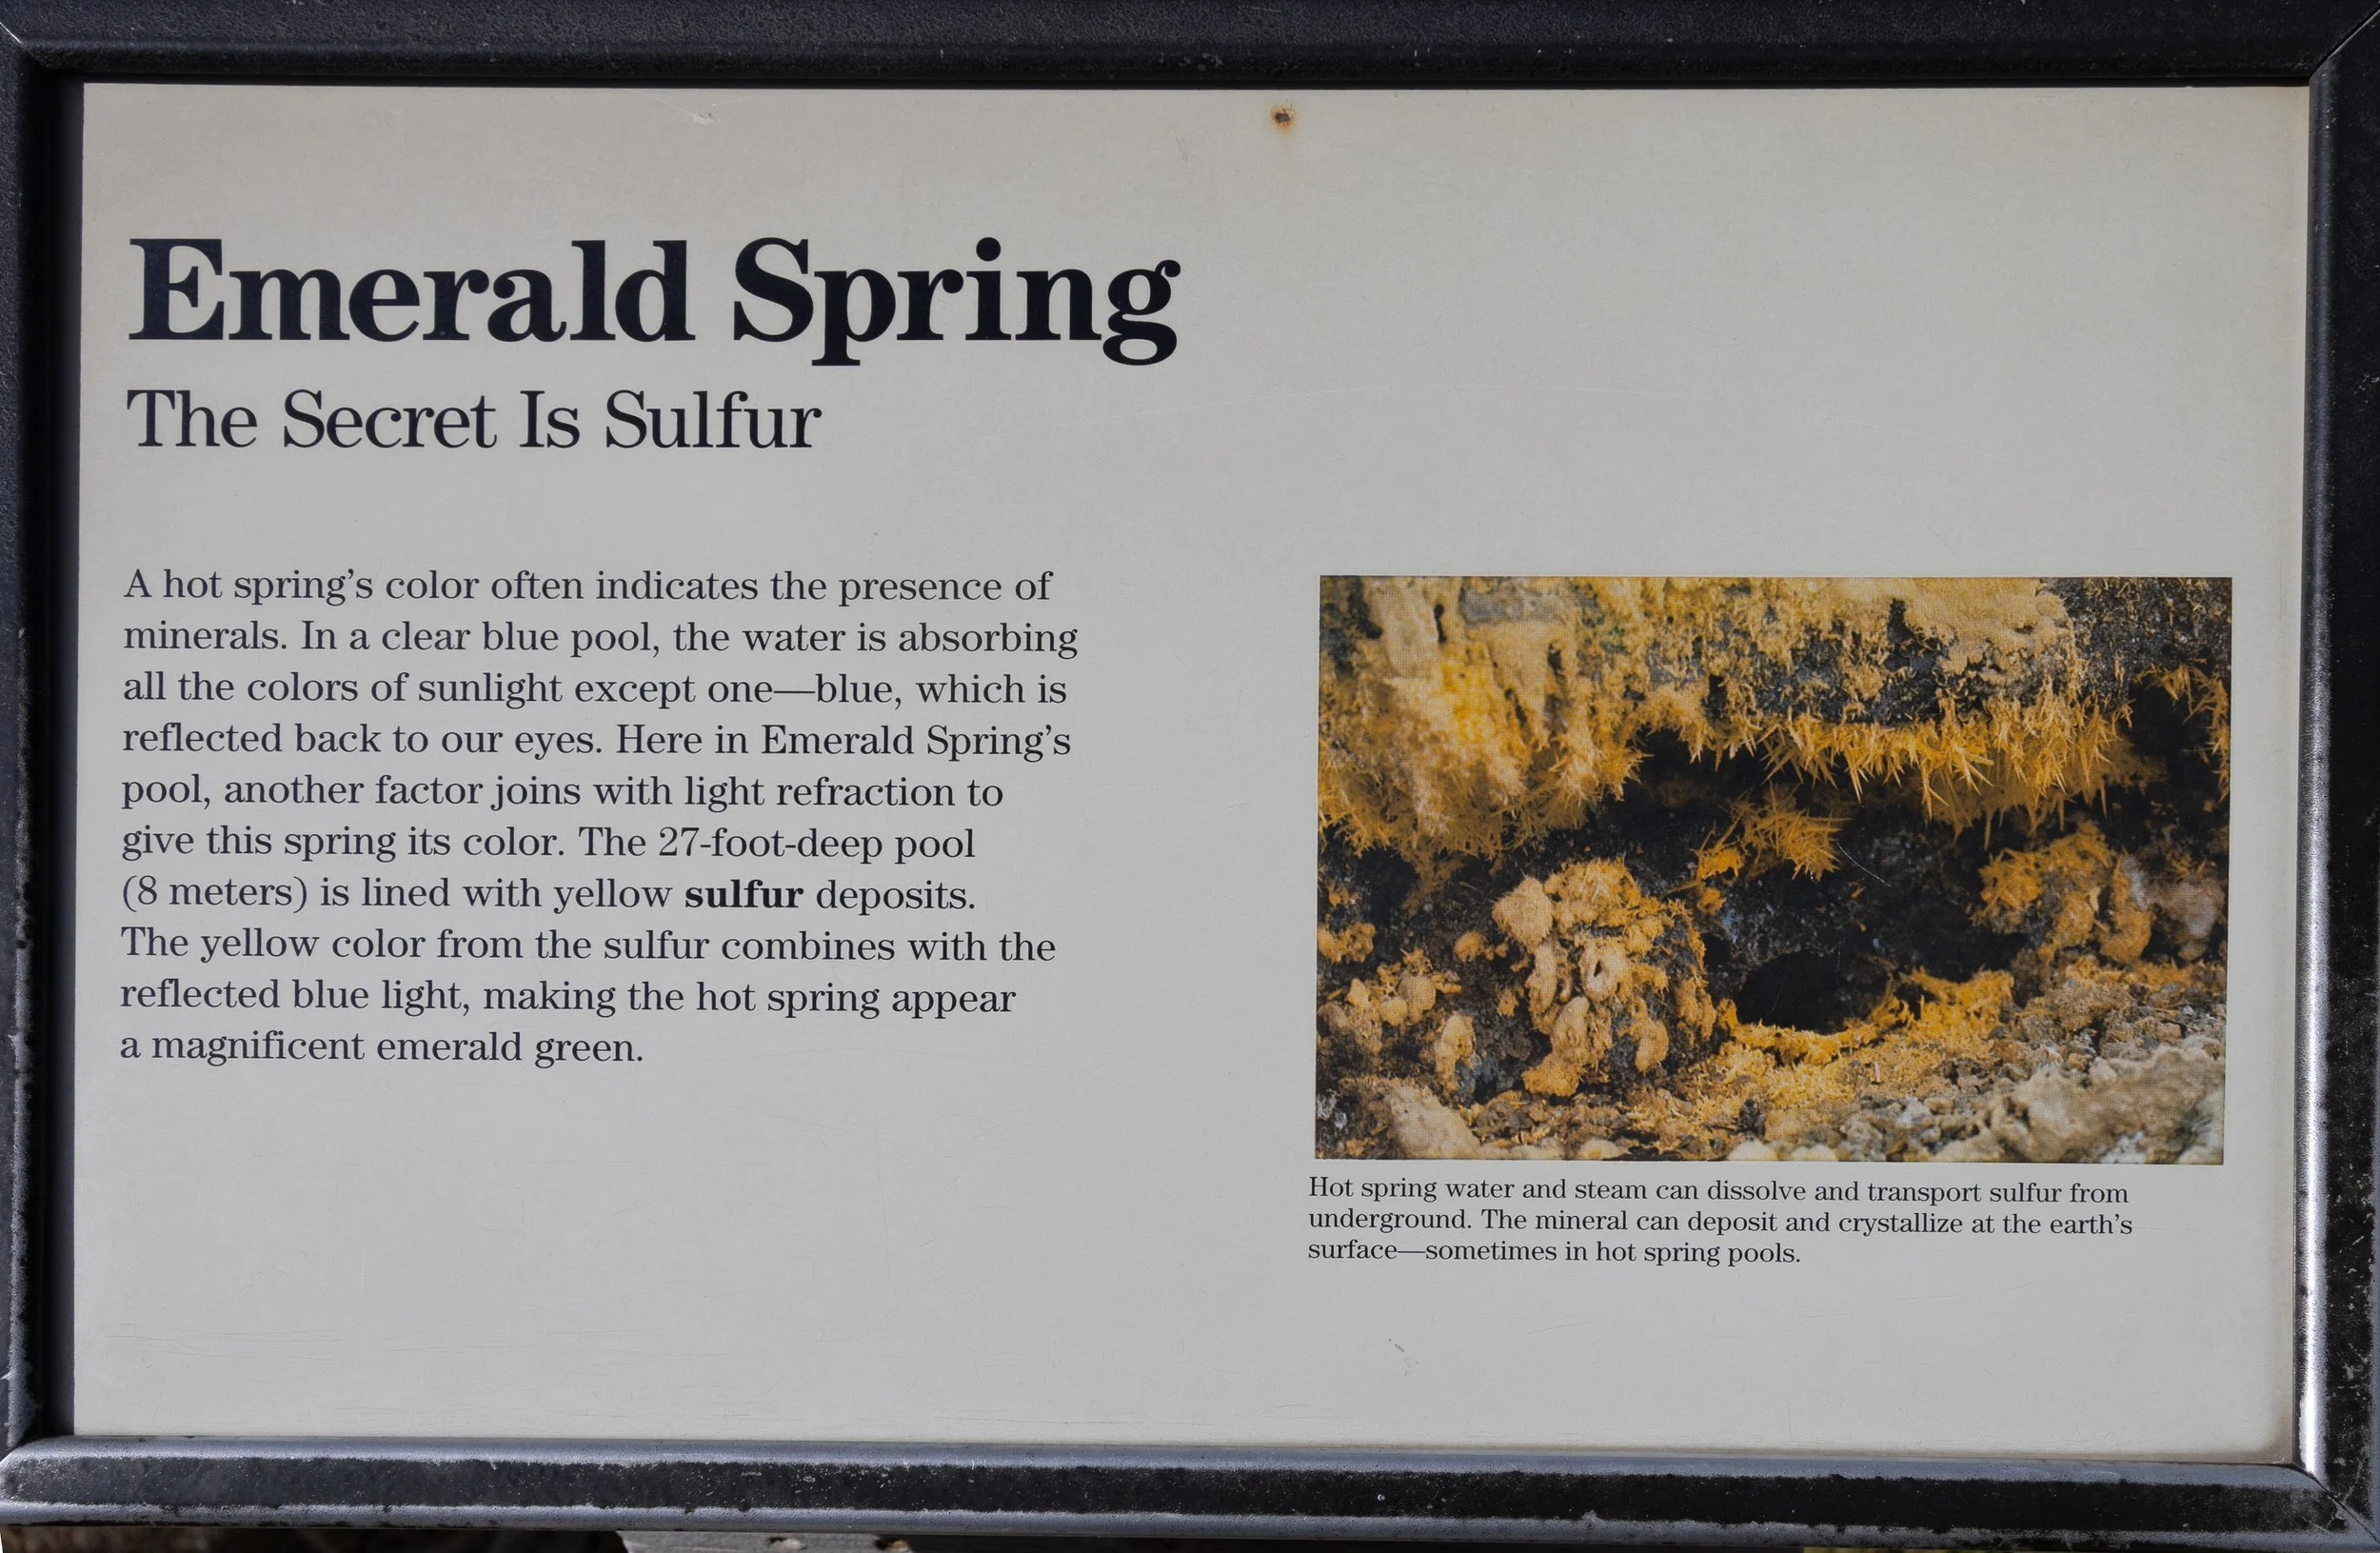 Emerald Spring
The Secret Is Sulfur
A hot spring’s color often indicates the presence of
minerals. In a clear blue pool, the water is absorbing
all the colors of sunlight except one—blue, which is
reflected back to our eyes. Here in Emerald Spring’s
pool, another factor joins with light refraction to
give this spring its color. The 27-foot-deep pool
(8 meters) is lined with yellow sulfur deposits.
The yellow color from the sulfur combines with the
reflected blue light, making the hot spring appear
a magnificent emerald green.
Hot spring water and steam can dissolve and transport sulfur from
underground. The mineral can deposit and crystallize at the earth’s
surface—sometimes in hot spring pools.